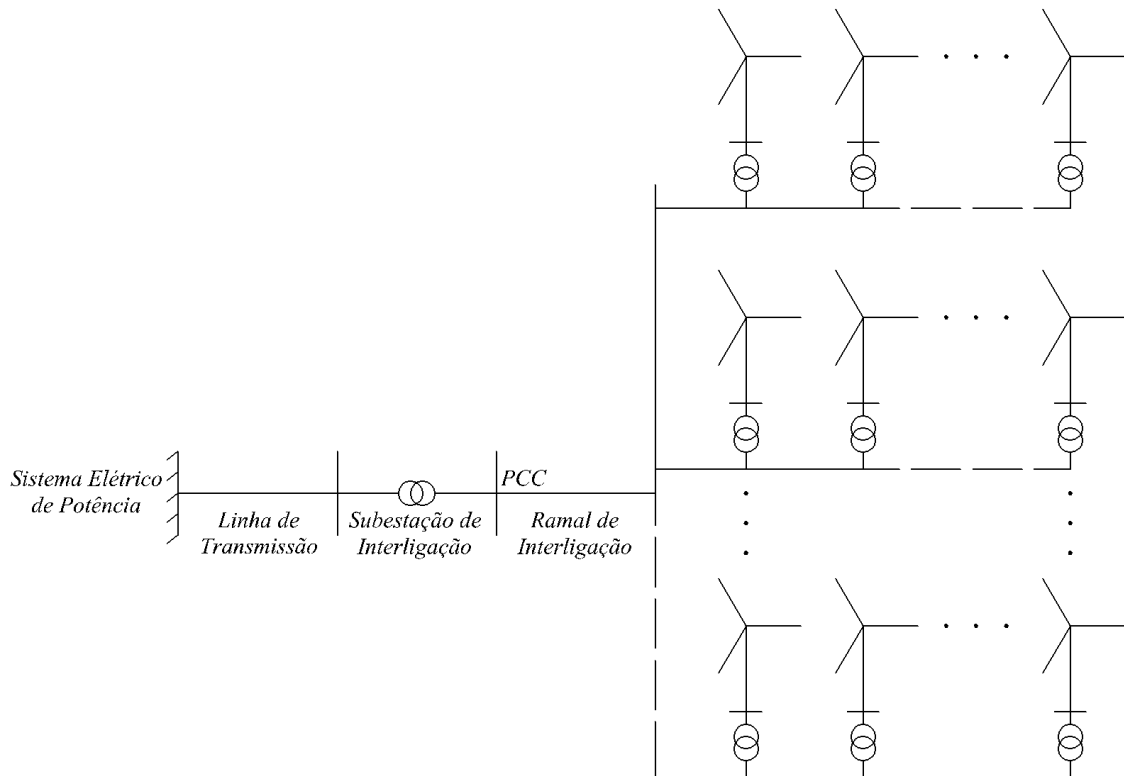 Sistema Elétrico
de Potência
Linha de
Transmissão
Subestação de
Interligação
PCC
Ramal de
Interligação